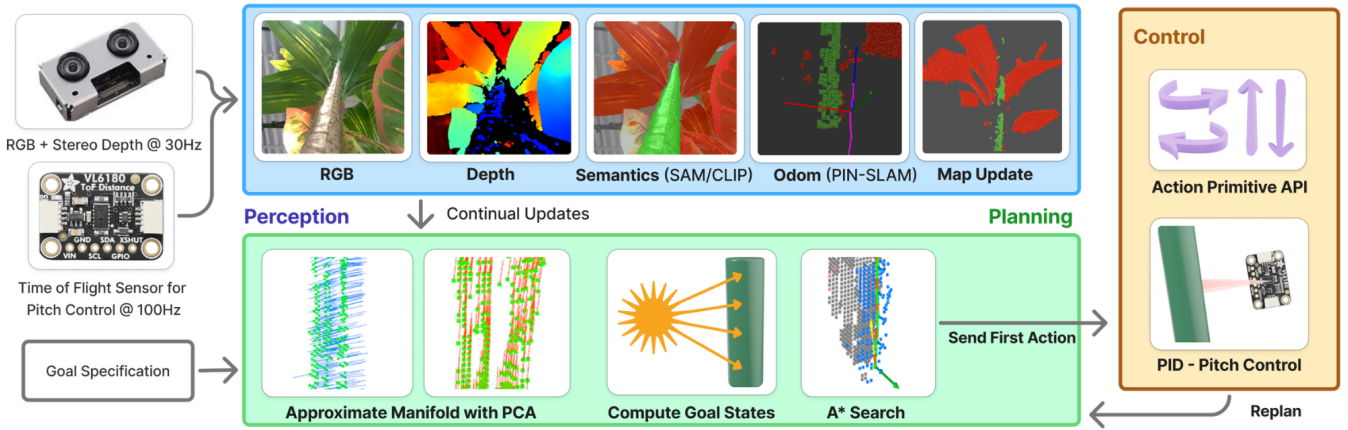 RGB + Stereo Depth @ 30Hz
VL6180
ToF Distance
GND SDA XSHUT
VIN SCL GPIO
Time of Flight Sensor for
Pitch Control @ 100Hz
Goal Specification
RGB
Depth
Semantics (SAM/CLIP)
Odom (PIN-SLAM)
Map Update
Perception
Continual Updates
Planning
Approximate Manifold with PCA
Compute Goal States
A* Search
Send First Action
Control
Action Primitive API
PID - Pitch Control
Replan